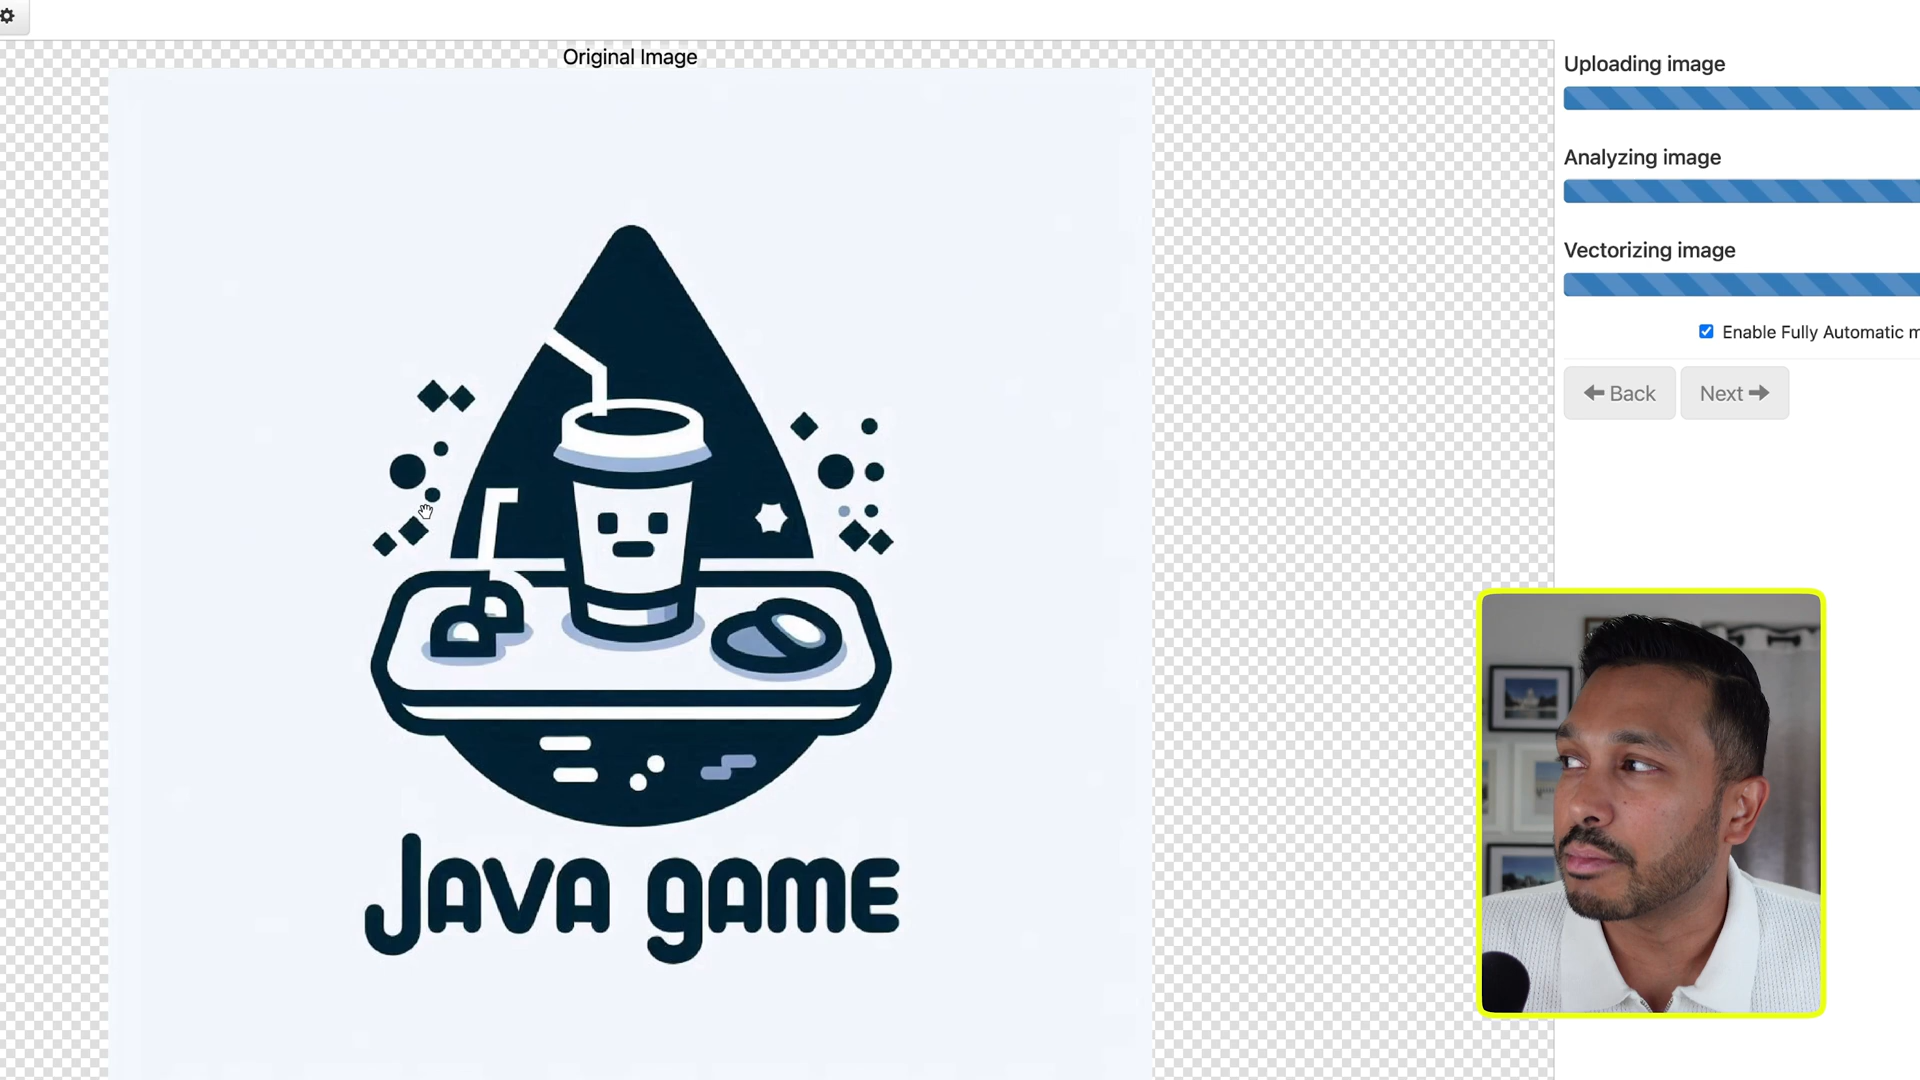 Original Image
Uploading image
Analyzing image
Vectorizing image
Enable Fully Automatic
Back
Next
JAVA gAME